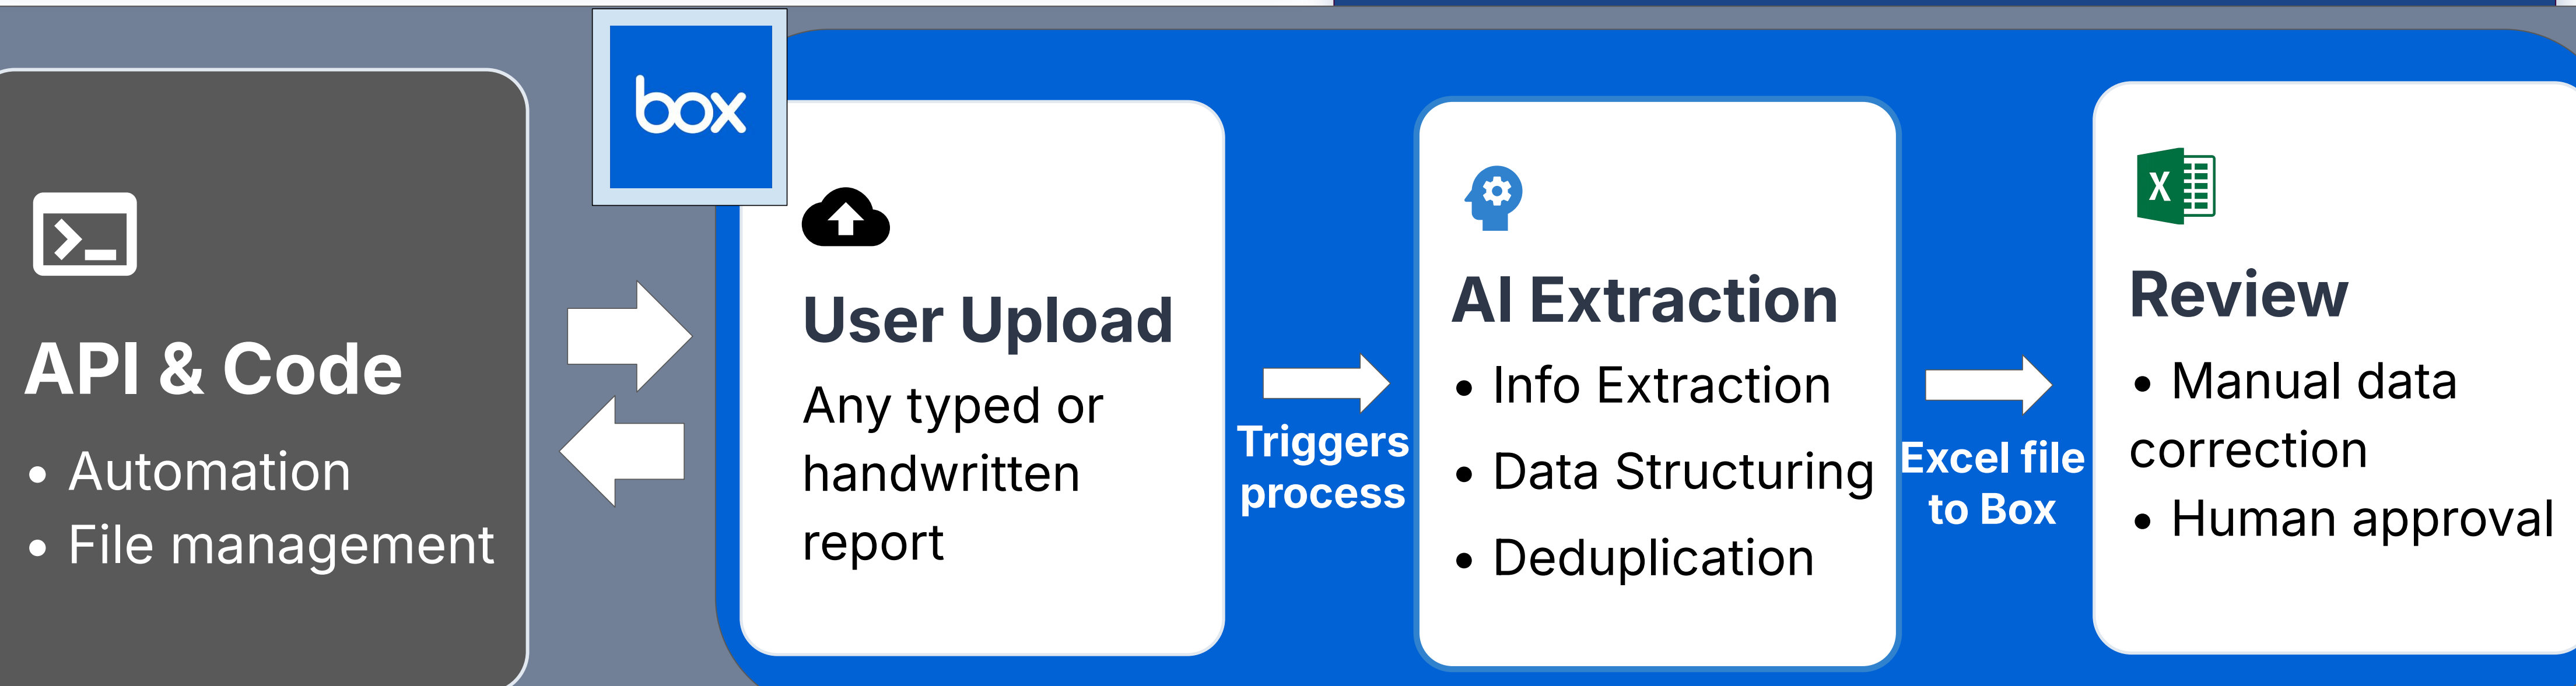 box
API & Code
• Automation
• File management
User Upload
Any typed or
handwritten
report
Triggers
process
AI Extraction
• Info Extraction
• Data Structuring
• Deduplication
Excel file
to Box
X
Review
• Manual data
correction
• Human approval